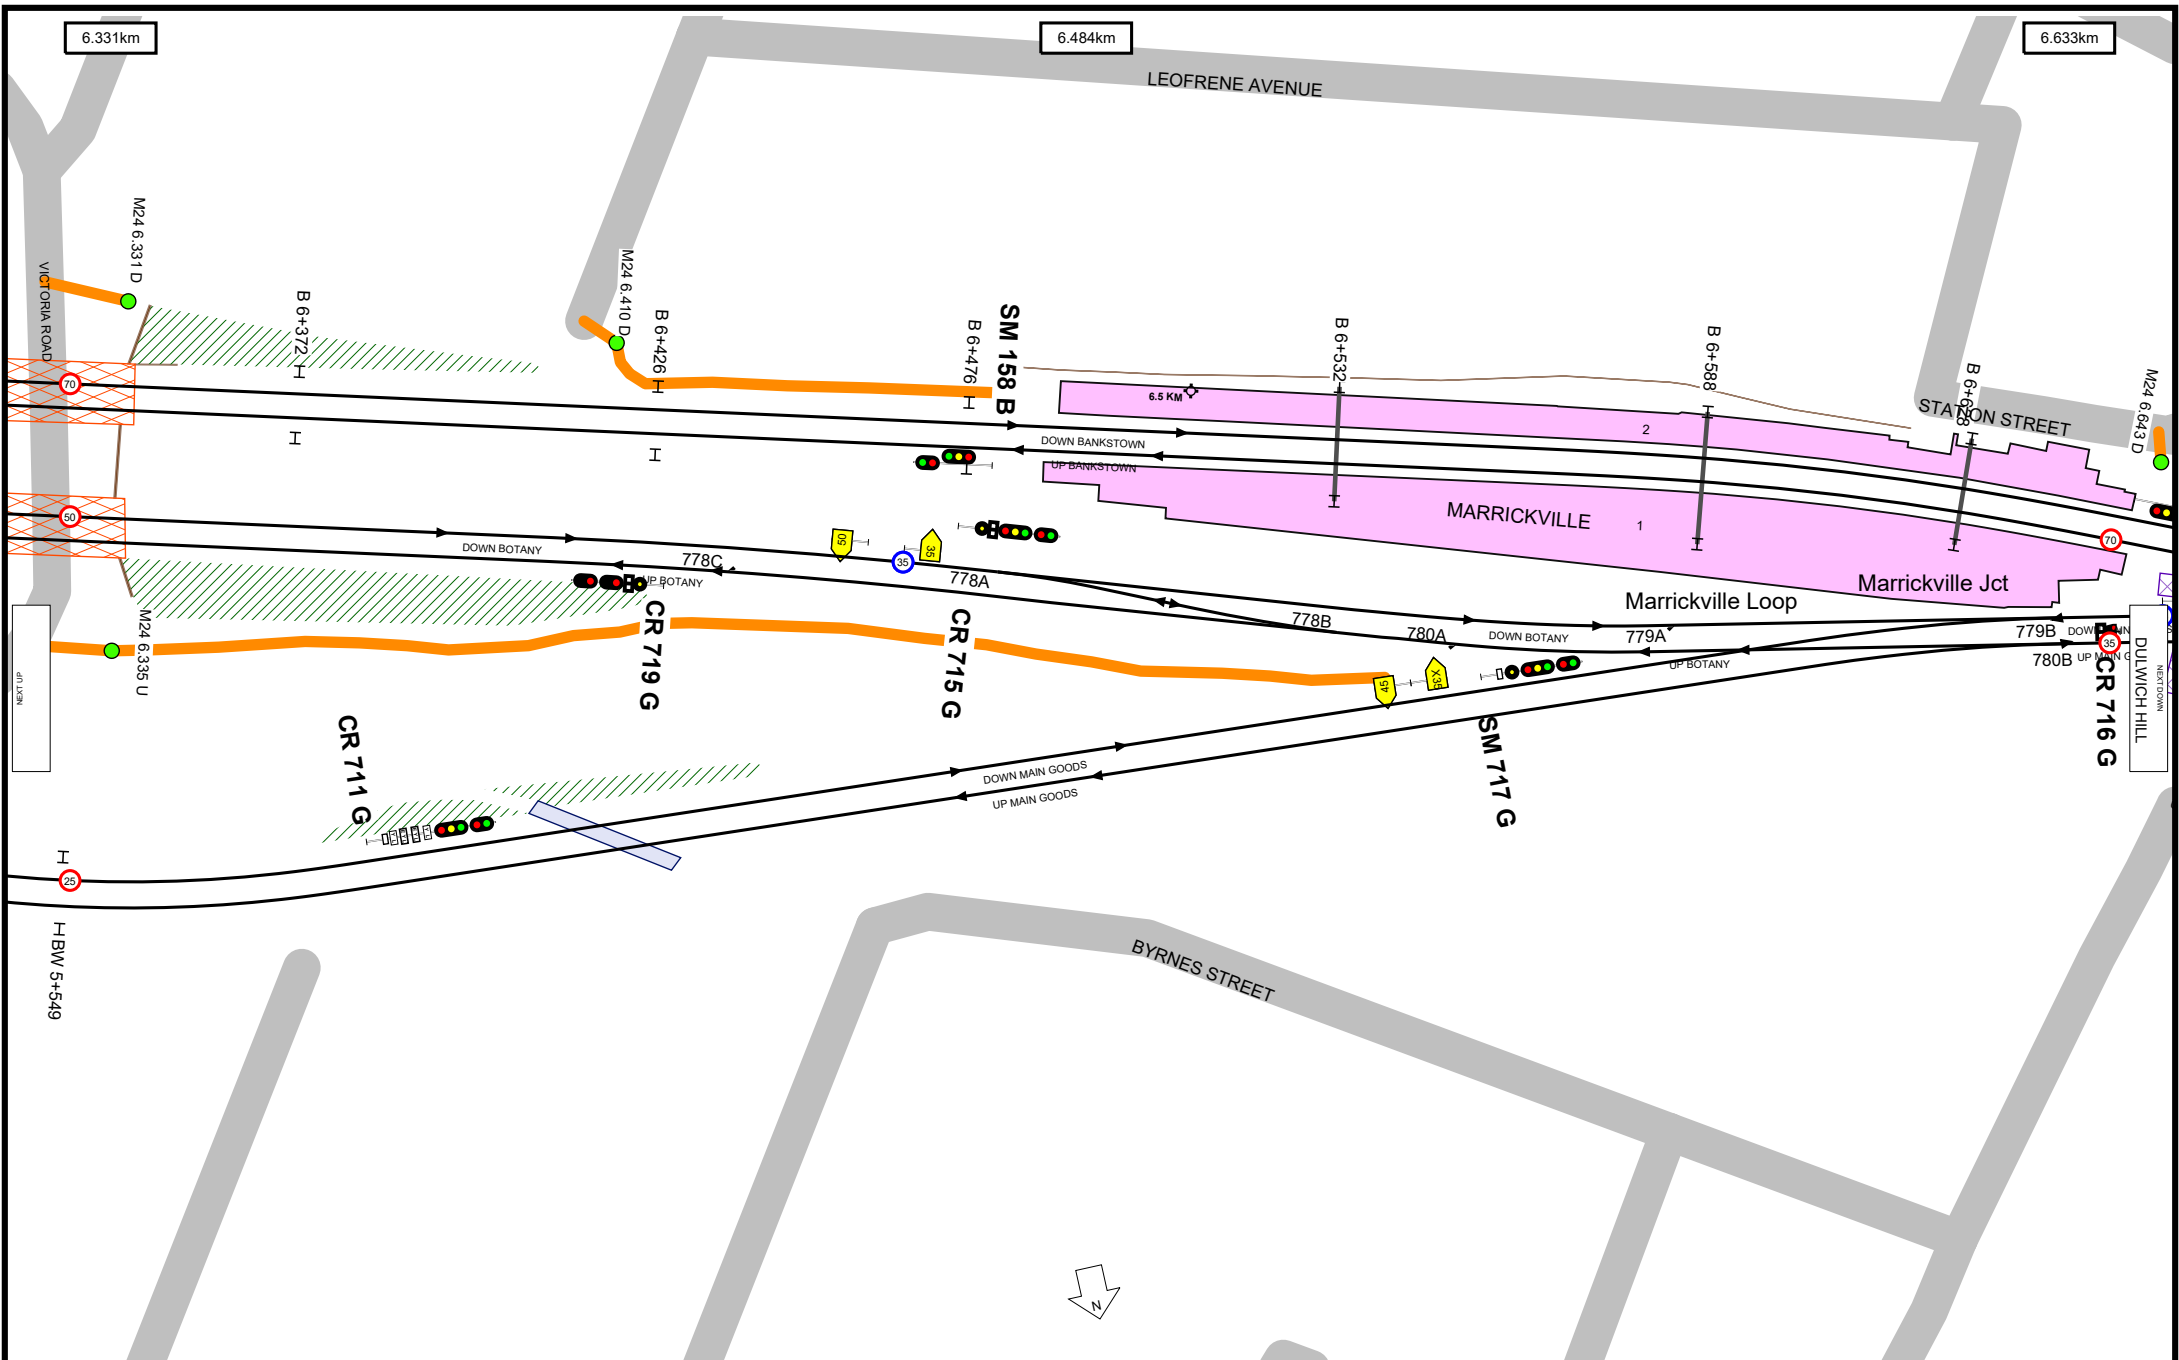 6.331km
6.484km
6.633km
LEOFRENE AVENUE
M24 6.331 D
VICTORIA ROAD
B 6+372
M24 6.410 D
B 6+426
B 6+476
SM 158 B
B 6+532
B 6+588
B 6+628
STATION STREET
M24 6.643 D
6.5 KM
2
70
DOWN BANKSTOWN
UP BANKSTOWN
MARRICKVILLE
1
70
50
DOWN BOTANY
778C
UP BOTANY
50
35
35
778A
Marrickville Jct
Marrickville Loop
778B
780A
DOWN BOTANY
779A
UP BOTANY
779B
780B
UP MAIN G
35
M24 6.335 U
CR 719 G
CR 715 G
45
X35
SM 717 G
CR 716 G
DULWICH HILL
NEXT DOWN
NEXT UP
CR 711 G
DOWN MAIN GOODS
UP MAIN GOODS
25
BW 5+549
BYRNES STREET
N